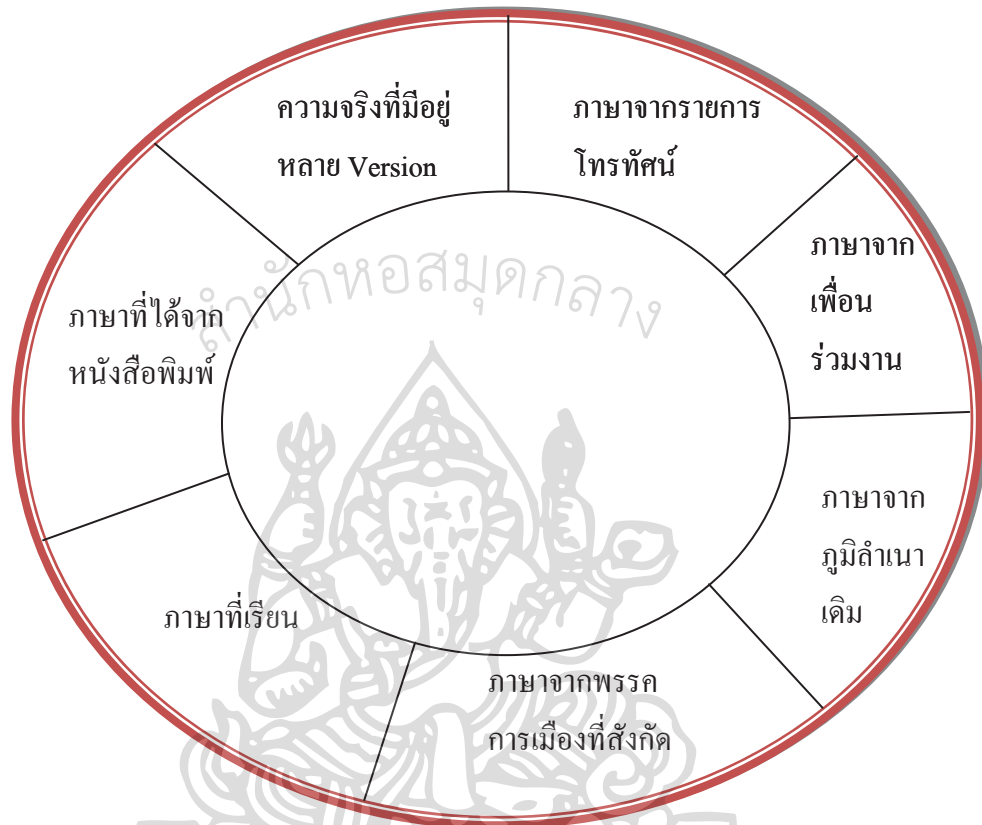 ความจริงที่มีอยู่
หลาย Version
ภาษาจากรายการ
โทรทัศน์
ภาษาจาก
เพื่อน
ร่วมงาน
สำนักหอสมุดกลาง
ภาษาที่ได้จาก
หนังสือพิมพ์
ภาษาจาก
ภูมิลำเนา
เดิม
ภาษาที่เรียน
ภาษาจากพรรค
การเมืองที่สังกัด